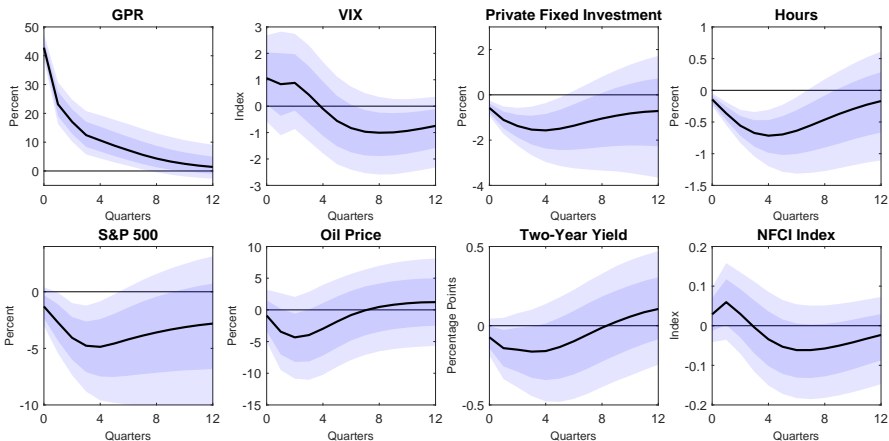 GPR
50
40
30
20
10
0
Percent
0 4 8 12
Quarters
VIX
3
2
1
0
-1
-2
-3
Index
0 4 8 12
Quarters
Private Fixed Investment
2
0
-2
-4
Percent
0 4 8 12
Quarters
Hours
1
0.5
0
-0.5
-1
-1.5
Percent
0 4 8 12
Quarters
S&P 500
0
-5
-10
Percent
0 4 8 12
Quarters
Oil Price
10
5
0
-5
-10
-15
Percent
0 4 8 12
Quarters
Two-Year Yield
0.5
0
-0.5
Percentage Points
0 4 8 12
Quarters
NFCI Index
0.2
0.1
0
-0.1
-0.2
Index
0 4 8 12
Quarters